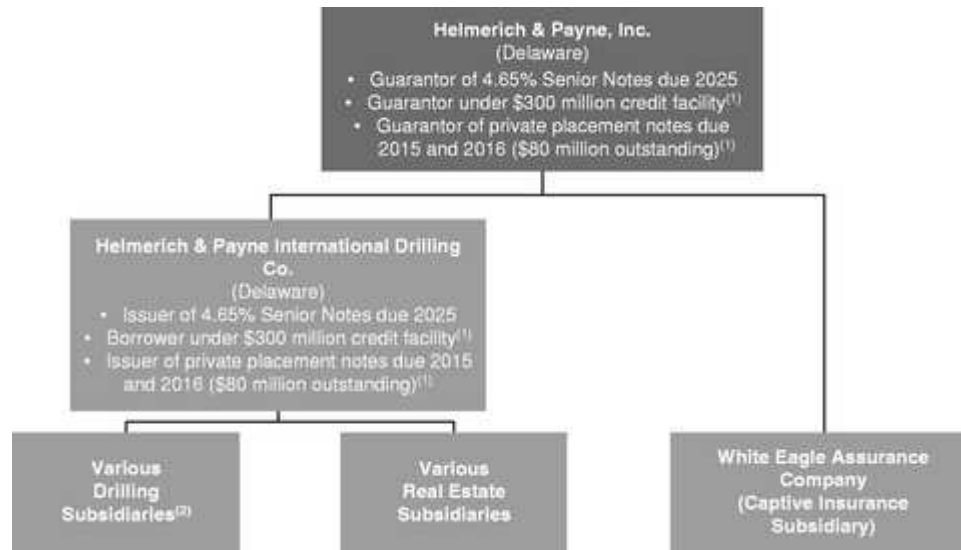 Helmerich & Payne, Inc.
(Delaware)
• Guarantor of 4.65% Senior Notes due 2025
• Guarantor under $300 million credit facility(1)
• Guarantor of private placement notes due
2015 and 2016 ($80 million outstanding)(1)
Helmerich & Payne International Drilling
Co.
(Delaware)
• Issuer of 4.65% Senior Notes due 2025
• Borrower under $300 million credit facility(1)
• Issuer of private placement notes due 2015
and 2016 ($80 million outstanding)(1)
Various
Drilling
Subsidiaries(2)
Various
Real Estate
Subsidiaries
White Eagle Assurance
Company
(Captive Insurance
Subsidiary)